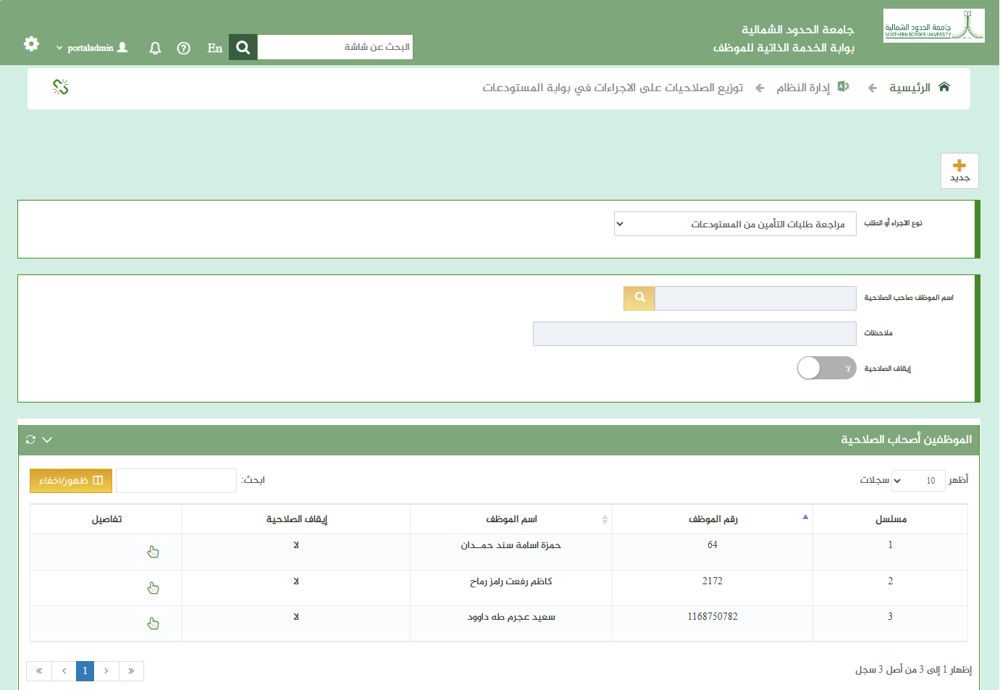 جامعة الحدود الشمالية
NORTHERN BORDER UNIVERSITY
جامعة الحدود الشمالية
بوابة الخدمة الذاتية للموظف
البحث عن شاشة
En
portaladmin
الرئيسية
إدارة النظام
توزيع الصلاحيات على الاجراءات في بوابة المستودعات
جديد
نوع الاجراء أو الطلب
مراجعة طلبات التأمين من المستودعات
اسم الموظف صاحب الصلاحية
ملاحظات
إيقاف الصلاحية
لا
الموظفين أصحاب الصلاحية
أظهر 10 سجلات
ابحث:
ظهور/اخفاء
مسلسل رقم الموظف اسم الموظف إيقاف الصلاحية تفاصيل
1 64 حمزة اسامة سند حمــدان لا
2 2172 كاظم رفعت رامز رماح لا
3 1168750782 سعيد عجرم طه داوود لا
إظهار 1 إلى 3 من أصل 3 سجل
« ‹ 1 › »